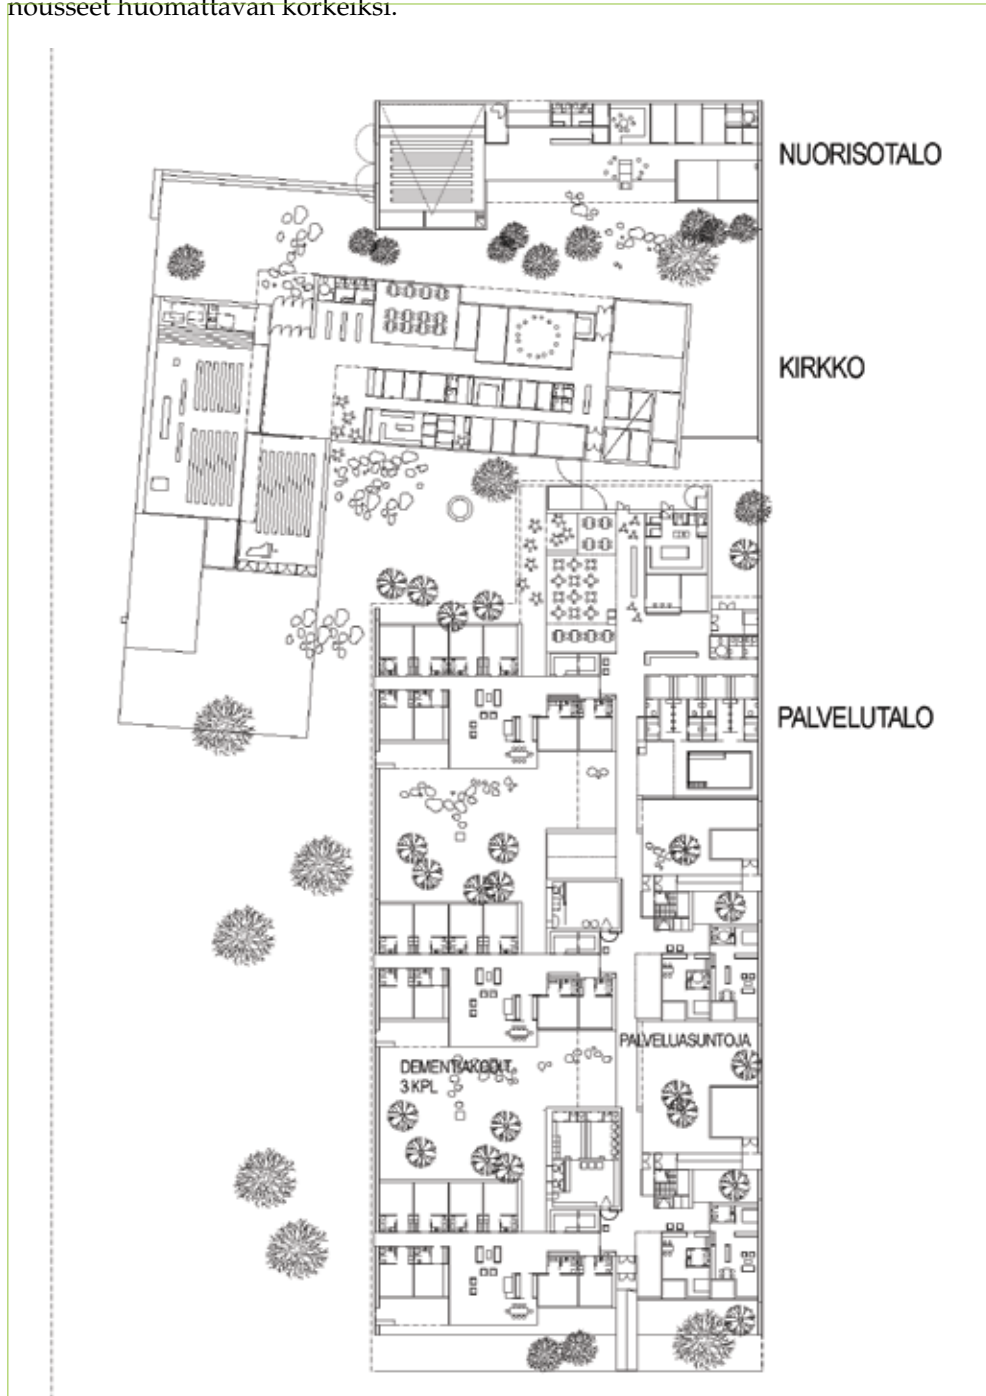 nousseet huomattavan korkeiksi.
NUORISOTALO
KIRKKO
PALVELUTALO
PALVELUASUNTOJA
DEMENTIAKODIT
3 KPL